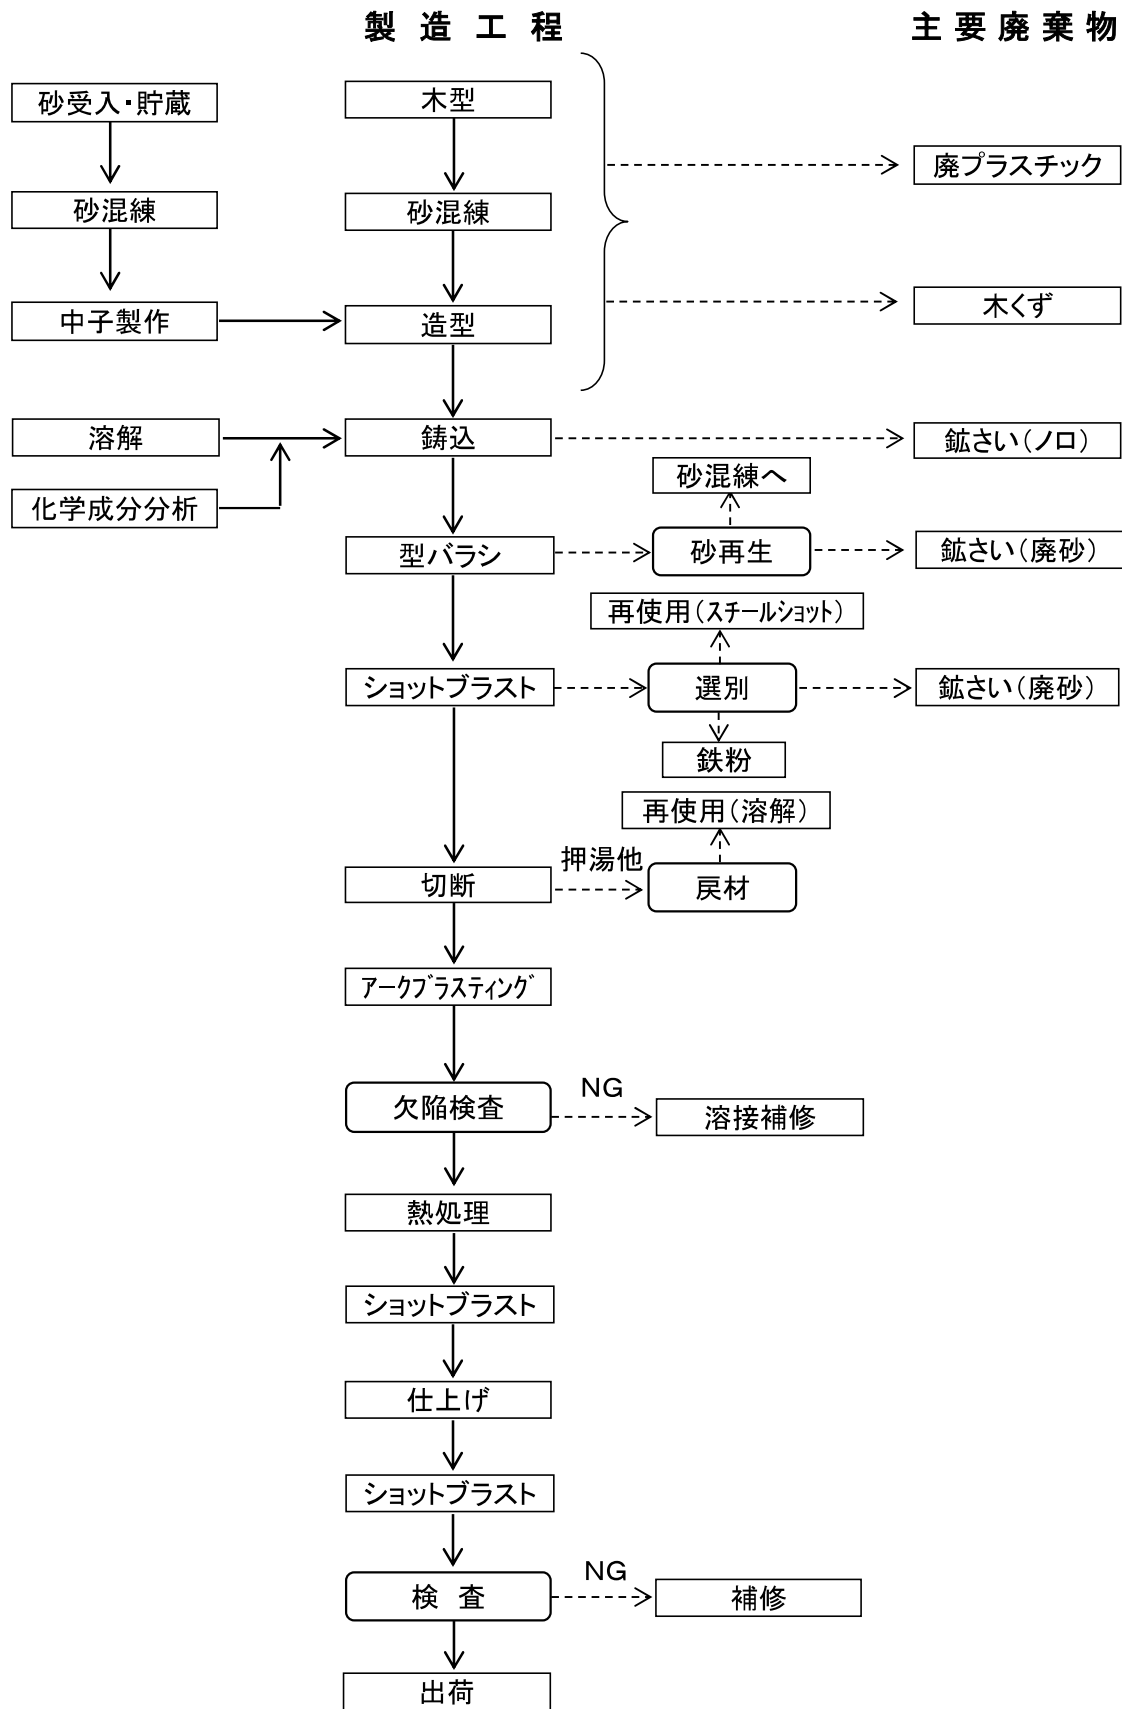 製造工程
主要廃棄物
砂受入・貯蔵
木型
廃プラスチック
砂混練
砂混練
木くず
中子製作
造型
溶解
鋳込
鉱さい(ノロ)
砂混練へ
化学成分分析
型バラシ
砂再生
鉱さい(廃砂)
再使用(スチールショット)
ショットブラスト
選別
鉱さい(廃砂)
鉄粉
再使用(溶解)
押湯他
切断
戻材
アークブラスティング
NG
欠陥検査
溶接補修
熱処理
ショットブラスト
仕上げ
ショットブラスト
NG
検 査
補修
出荷